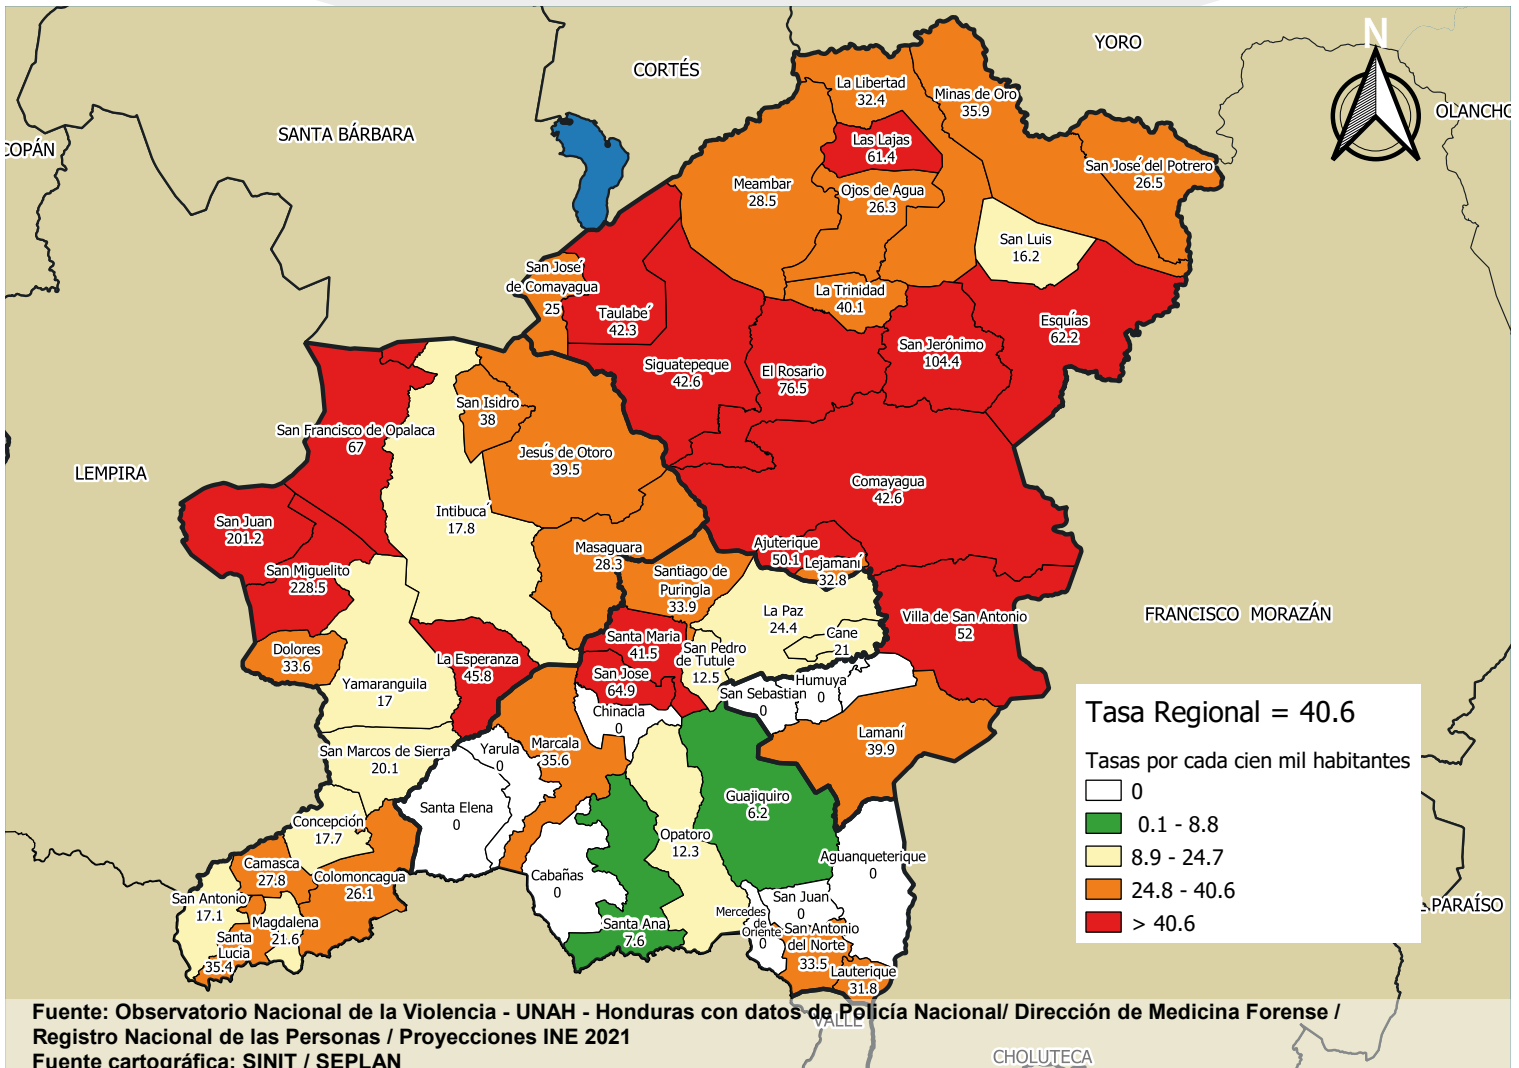 N
YORO
CORTÉS
OLANCHO
SANTA BÁRBARA
COPÁN
La Libertad
32.4
Minas de Oro
35.9
Las Lajas
61.4
San José del Potrero
26.5
Meambar
28.5
Ojos de Agua
26.3
San Luis
16.2
San José
de Comayagua
25
La Trinidad
40.1
Taulabé
42.3
Esquías
62.2
San Jerónimo
104.4
Siguatepeque
42.6
El Rosario
76.5
San Isidro
38
San Francisco de Opalaca
67
Jesús de Otoro
39.5
LEMPIRA
Comayagua
42.6
Intibucá
17.8
San Juan
201.2
Ajuterique
50.1
Masaguara
28.3
Lejamaní
32.8
San Miguelito
228.5
Santiago de
Puringla
33.9
La Paz
24.4
Villa de San Antonio
52
FRANCISCO MORAZÁN
Cane
21
Santa Maria
41.5
San Pedro
de Tutule
12.5
Dolores
33.6
La Esperanza
45.8
San Jose
64.9
Yamaranguila
17
San Sebastian
0
Humuya
0
Chinacla
0
Lamaní
39.9
San Marcos de Sierra
20.1
Yarula
0
Marcala
35.6
Santa Elena
0
Guajiquiro
6.2
Concepción
17.7
Opatoro
12.3
Aguanqueterique
0
Camasca
27.8
Colomoncagua
26.1
Cabañas
0
San Antonio
17.1
Magdalena
21.6
Santa
Lucia
35.4
Santa Ana
7.6
San Juan
0
Mercedes
de
Oriente
0
San Antonio
del Norte
33.5
Lauterique
31.8
Tasa Regional = 40.6
Tasas por cada cien mil habitantes
0
0.1 - 8.8
8.9 - 24.7
24.8 - 40.6
> 40.6
EL PARAÍSO
VALLE
CHOLUTECA
Fuente: Observatorio Nacional de la Violencia - UNAH - Honduras con datos de Policía Nacional/ Dirección de Medicina Forense /
Registro Nacional de las Personas / Proyecciones INE 2021
Fuente cartográfica: SINIT / SEPLAN